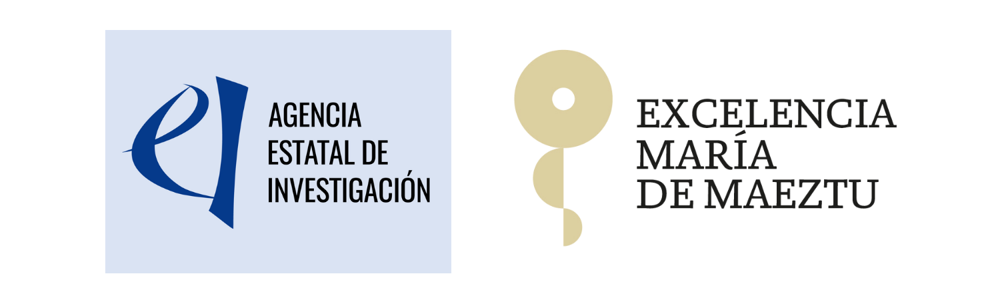 AGENCIA
ESTATAL DE
INVESTIGACIÓN
EXCELENCIA
MARÍA
DE MAEZTU